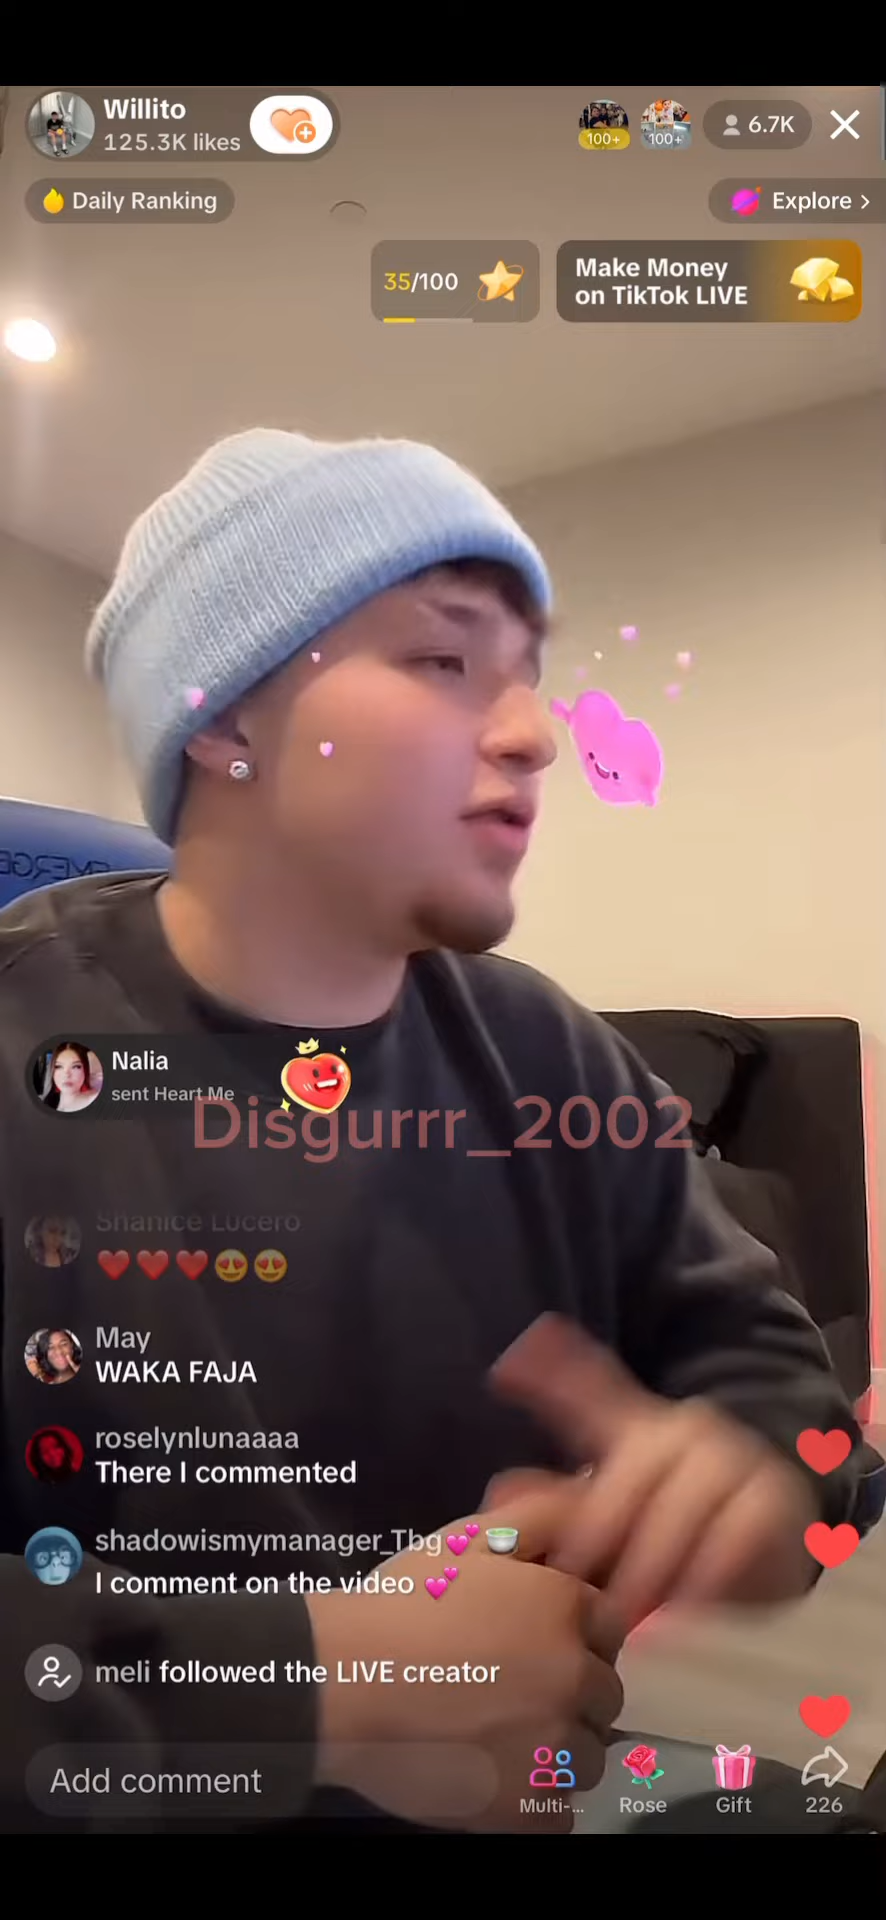 Willito
125.3K likes
100+
100+
6.7K
Daily Ranking
Explore >
35/100
Make Money
on TikTok LIVE
Nalia
sent Heart Me
Disgurrr_2002
Shanice Lucero
❤️❤️❤️😍😍
May
WAKA FAJA
roselynlunaaaa
There I commented
shadowismymanager_Tbg💕🍵
I comment on the video 💕
meli followed the LIVE creator
Add comment
Multi-...
Rose
Gift
226